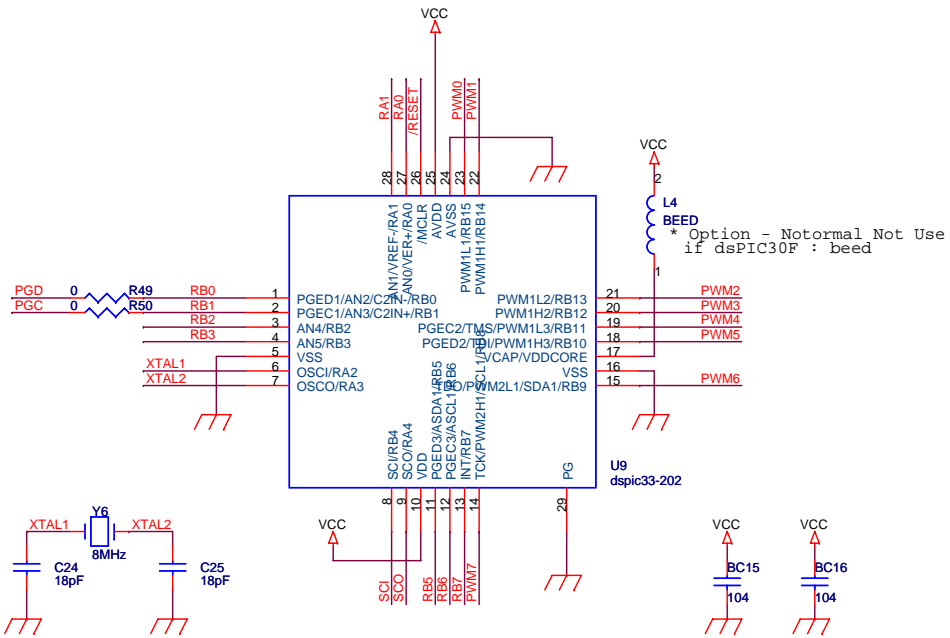 VCC
RA1
RA0
/RESET
PWM0
PWM1
28
27
26
25
24
23
22
AN1/VREF-/RA1
AN0/VER+/RA0
/MCLR
AVDD
AVSS
PWM1L1/RB15
PWM1H1/RB14
VCC
2
L4
BEED
* Option - Notormal Not Use
if dsPIC30F : beed
1
PGD 0 R49 RB0 1 PGED1/AN2/C2IN-/RB0
PGC 0 R50 RB1 2 PGEC1/AN3/C2IN+/RB1
RB2 3 AN4/RB2
RB3 4 AN5/RB3
5 VSS
XTAL1 6 OSCI/RA2
XTAL2 7 OSCO/RA3
PWM1L2/RB13 21 PWM2
PWM1H2/RB12 20 PWM3
PGEC2/TMS/PWM1L3/RB11 19 PWM4
PGED2/TDI/PWM1H3/RB10 18 PWM5
VCAP/VDDCORE 17
VSS 16
TDO/PWM2L1/SDA1/RB9 15 PWM6
SCI/RB4
SCO/RA4
VDD
PGED3/ASDA1/RB5
PGEC3/ASCL1/RB6
INT/RB7
TCK/PWM2H1/SCL1/RB8
PG
U9
dspic33-202
8
9
10
11
12
13
14
29
SCI
SCO
RB5
RB6
RB7
PWM7
VCC
XTAL1
Y6
XTAL2
8MHz
C24
18pF
C25
18pF
VCC
BC15
104
VCC
BC16
104